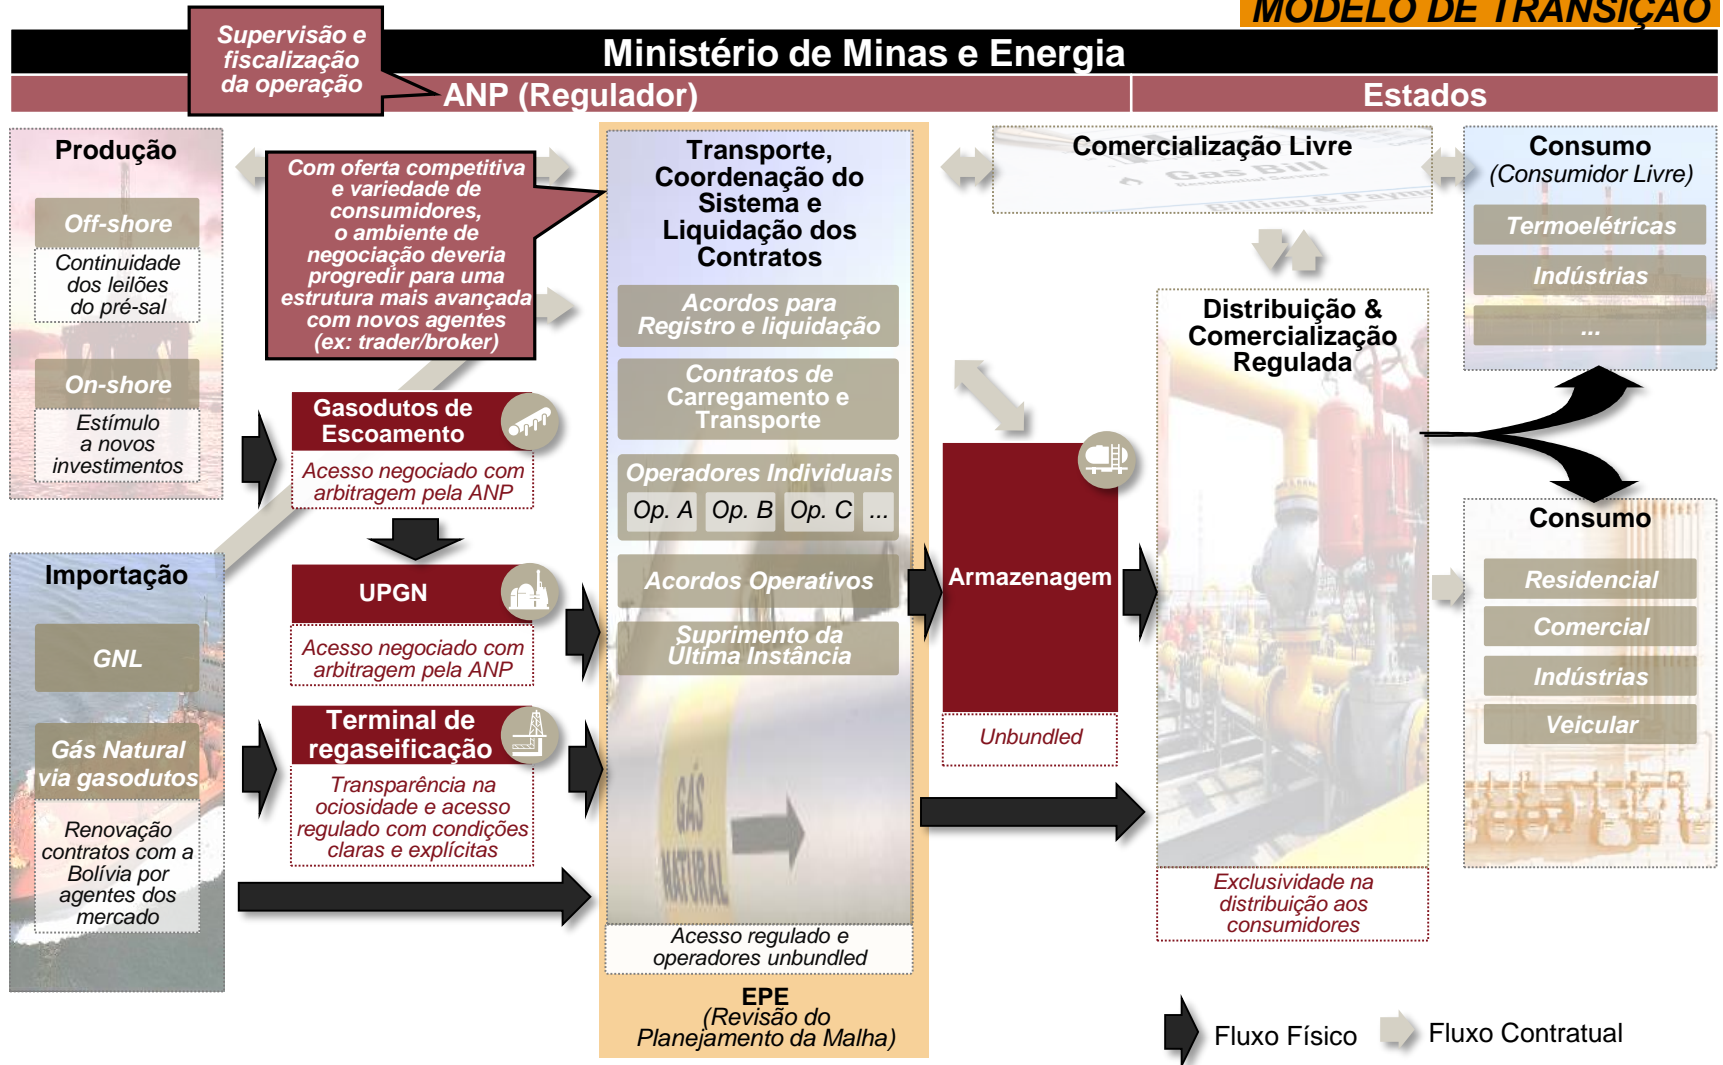 MODELO DE TRANSIÇÃO
Supervisão e
fiscalização
da operação
Ministério de Minas e Energia
ANP (Regulador)
Estados
Produção
Off-shore
Continuidade
dos leilões
do pré-sal
On-shore
Estímulo
a novos
investimentos
Importação
GNL
Gás Natural
via gasodutos
Renovação
contratos com a
Bolívia por
agentes dos
mercado
Com oferta competitiva
e variedade de
consumidores,
o ambiente de
negociação deveria
progredir para uma
estrutura mais avançada
com novos agentes
(ex: trader/broker)
Gasodutos de
Escoamento
Acesso negociado com
arbitragem pela ANP
UPGN
Acesso negociado com
arbitragem pela ANP
Terminal de
regaseificação
Transparência na
ociosidade e acesso
regulado com condições
claras e explícitas
Transporte,
Coordenação do
Sistema e
Liquidação dos
Contratos
Acordos para
Registro e liquidação
Contratos de
Carregamento e
Transporte
Operadores Individuais
Op. A Op. B Op. C ...
Acordos Operativos
Suprimento da
Última Instância
GÁS
NATURAL
Acesso regulado e
operadores unbundled
EPE
(Revisão do
Planejamento da Malha)
Armazenagem
Unbundled
Comercialização Livre
Gas Bill
Residential Service
Billing & Payme
Distribuição &
Comercialização
Regulada
Exclusividade na
distribuição aos
consumidores
Consumo
(Consumidor Livre)
Termoelétricas
Indústrias
...
Consumo
Residencial
Comercial
Indústrias
Veicular
Fluxo Físico
Fluxo Contratual